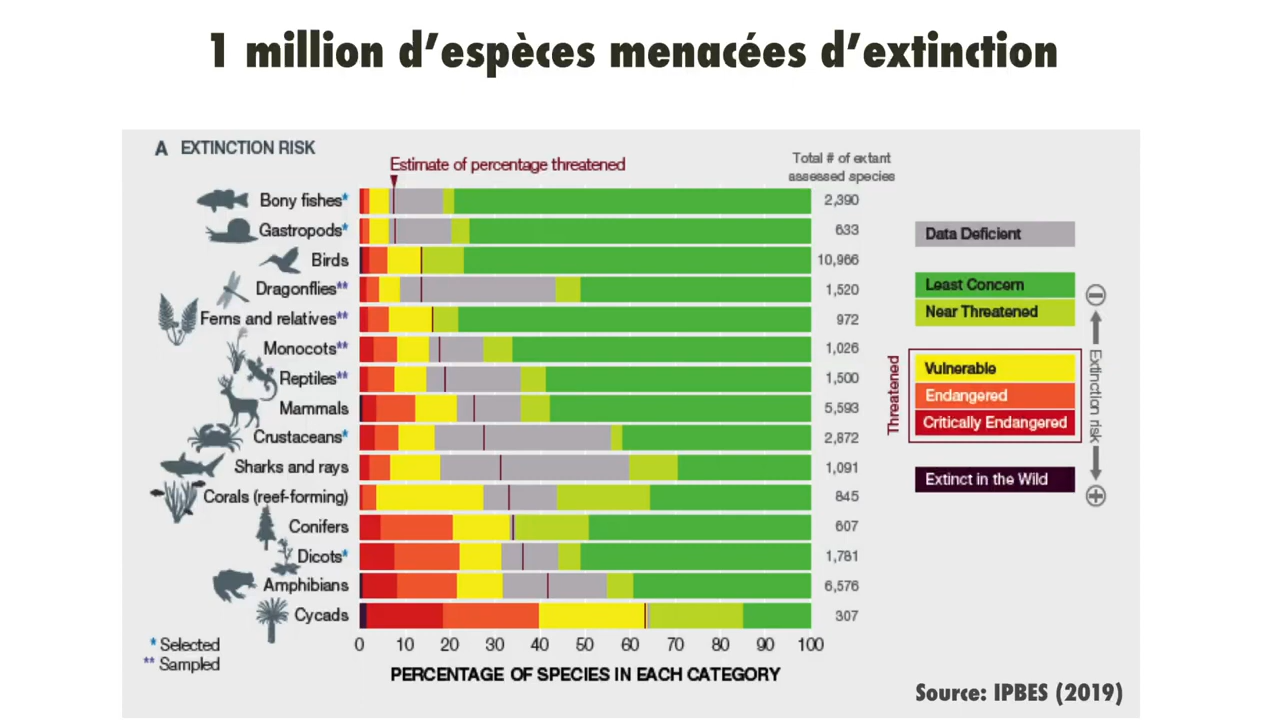 1 million d’espèces menacées d’extinction
A EXTINCTION RISK
Estimate of percentage threatened
Total # of extant
assessed species
Bony fishes* 2,390
Gastropods* 633
Birds 10,966
Dragonflies** 1,520
Ferns and relatives** 972
Monocots** 1,026
Reptiles** 1,500
Mammals 5,593
Crustaceans* 2,872
Sharks and rays 1,091
Corals (reef-forming) 845
Conifers 607
Dicots* 1,781
Amphibians 6,576
Cycads 307
0 10 20 30 40 50 60 70 80 90 100
PERCENTAGE OF SPECIES IN EACH CATEGORY
* Selected
** Sampled
Data Deficient
Least Concern
Near Threatened
Threatened
Vulnerable
Endangered
Critically Endangered
Extinct in the Wild
Extinction risk
Source: IPBES (2019)